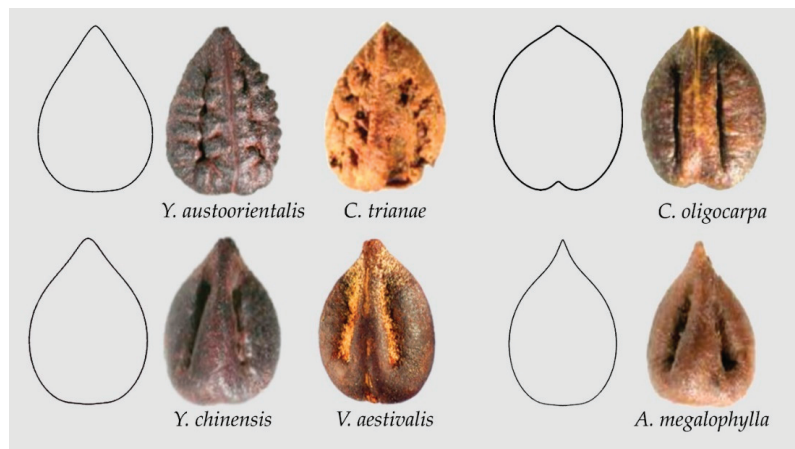 Y. austoorientalis
C. trianae
C. oligocarpa
Y. chinensis
V. aestivalis
A. megalophylla